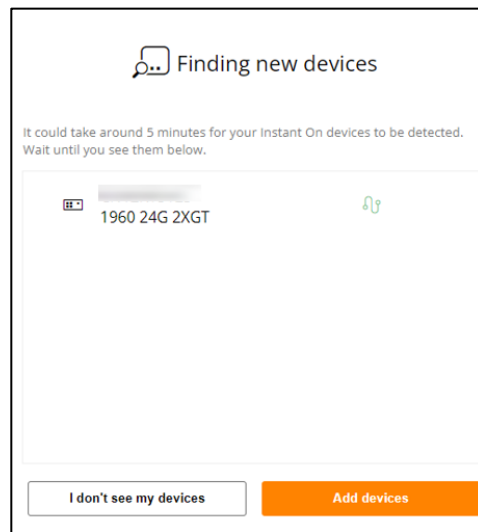 Finding new devices
It could take around 5 minutes for your Instant On devices to be detected.
Wait until you see them below.
1960 24G 2XGT
I don't see my devices
Add devices